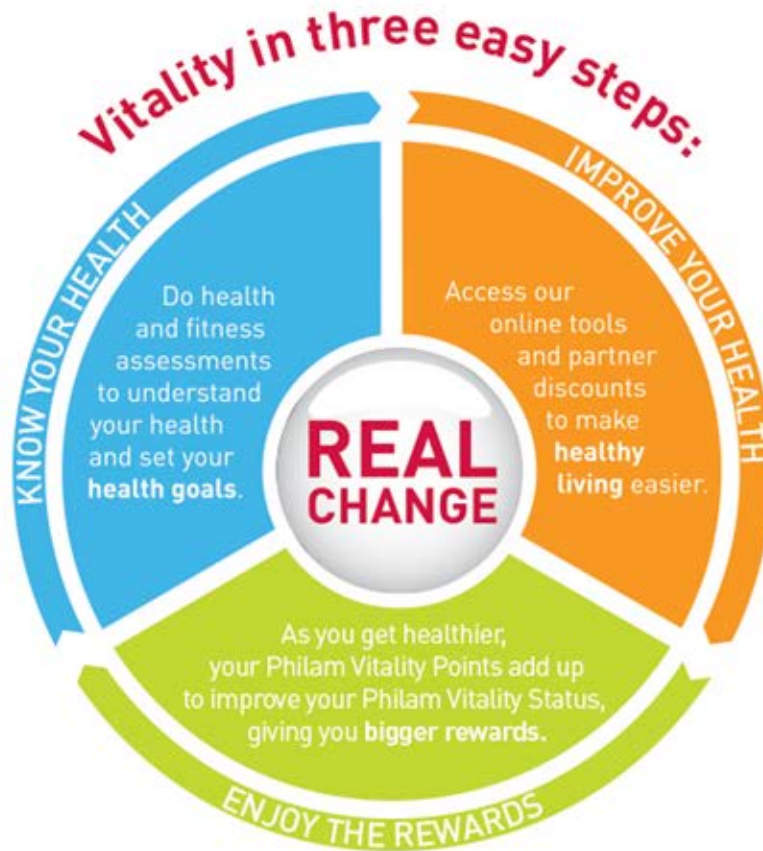 Vitality in three easy steps:
KNOW YOUR HEALTH
Do health
and fitness
assessments
to understand
your health
and set your
health goals.
IMPROVE YOUR HEALTH
Access our
online tools
and partner
discounts
to make
healthy
living easier.
REAL
CHANGE
As you get healthier,
your Philam Vitality Points add up
to improve your Philam Vitality Status,
giving you bigger rewards.
ENJOY THE REWARDS